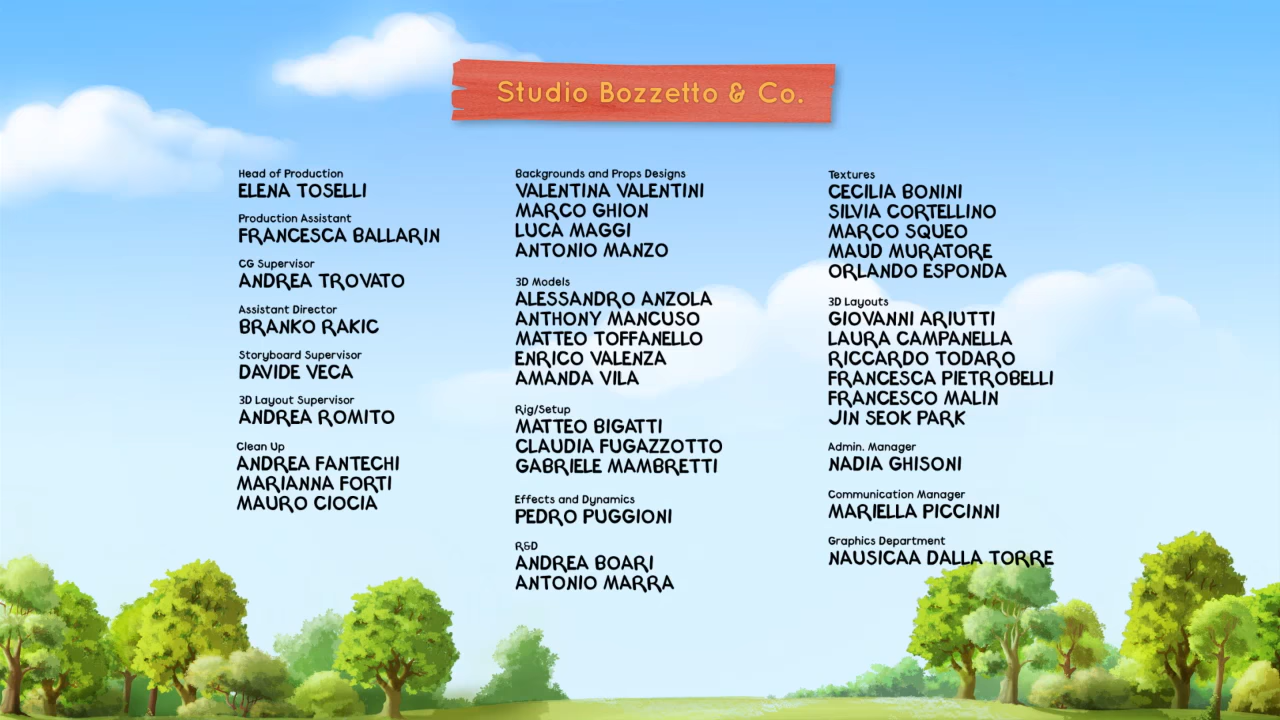 Studio Bozzetto & Co.
Head of Production
ELENA TOSELLI
Production Assistant
FRANCESCA BALLARIN
CG Supervisor
ANDREA TROVATO
Assistant Director
BRANKO RAKIC
Storyboard Supervisor
DAVIDE VECA
3D Layout Supervisor
ANDREA ROMITO
Clean Up
ANDREA FANTECHI
MARIANNA FORTI
MAURO CIOCIA
Backgrounds and Props Designs
VALENTINA VALENTINI
MARCO GHION
LUCA MAGGI
ANTONIO MANZO
3D Models
ALESSANDRO ANZOLA
ANTHONY MANCUSO
MATTEO TOFFANELLO
ENRICO VALENZA
AMANDA VILA
Rig/Setup
MATTEO BIGATTI
CLAUDIA FUGAZZOTTO
GABRIELE MAMBRETTI
Effects and Dynamics
PEDRO PUGGIONI
R&D
ANDREA BOARI
ANTONIO MARRA
Textures
CECILIA BONINI
SILVIA CORTELLINO
MARCO SQUEO
MAUD MURATORE
ORLANDO ESPONDA
3D Layouts
GIOVANNI ARIUTTI
LAURA CAMPANELLA
RICCARDO TODARO
FRANCESCA PIETROBELLI
FRANCESCO MALIN
JIN SEOK PARK
Admin. Manager
NADIA GHISONI
Communication Manager
MARIELLA PICCINNI
Graphics Department
NAUSICAA DALLA TORRE